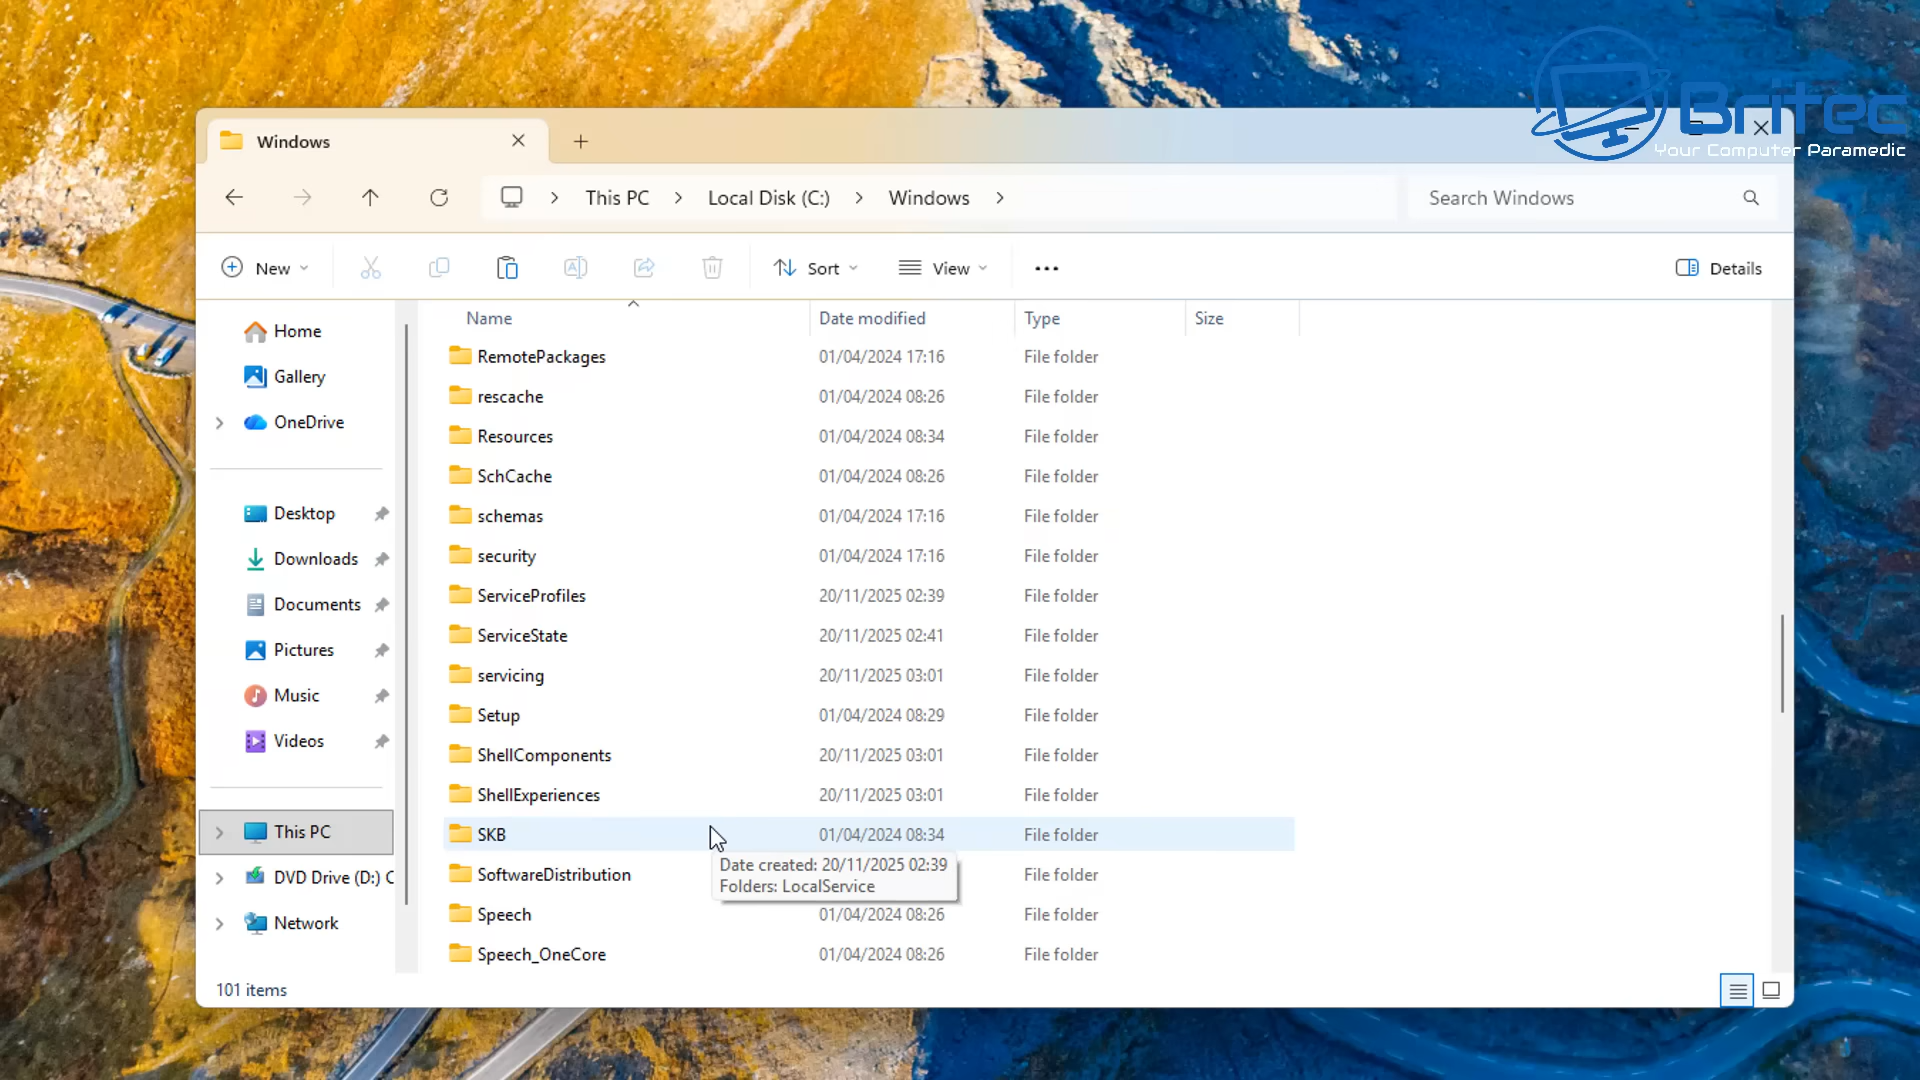 Britec
Your Computer Paramedic
Windows
This PC
Local Disk (C:)
Windows
Search Windows
New
Sort
View
Details
Name Date modified Type Size
Home
Gallery
OneDrive
Desktop
Downloads
Documents
Pictures
Music
Videos
This PC
DVD Drive (D:) C
Network
RemotePackages 01/04/2024 17:16 File folder
rescache 01/04/2024 08:26 File folder
Resources 01/04/2024 08:34 File folder
SchCache 01/04/2024 08:26 File folder
schemas 01/04/2024 17:16 File folder
security 01/04/2024 17:16 File folder
ServiceProfiles 20/11/2025 02:39 File folder
ServiceState 20/11/2025 02:41 File folder
servicing 20/11/2025 03:01 File folder
Setup 01/04/2024 08:29 File folder
ShellComponents 20/11/2025 03:01 File folder
ShellExperiences 20/11/2025 03:01 File folder
SKB 01/04/2024 08:34 File folder
SoftwareDistribution File folder
Date created: 20/11/2025 02:39
Folders: LocalService
Speech 01/04/2024 08:26 File folder
Speech_OneCore 01/04/2024 08:26 File folder
101 items